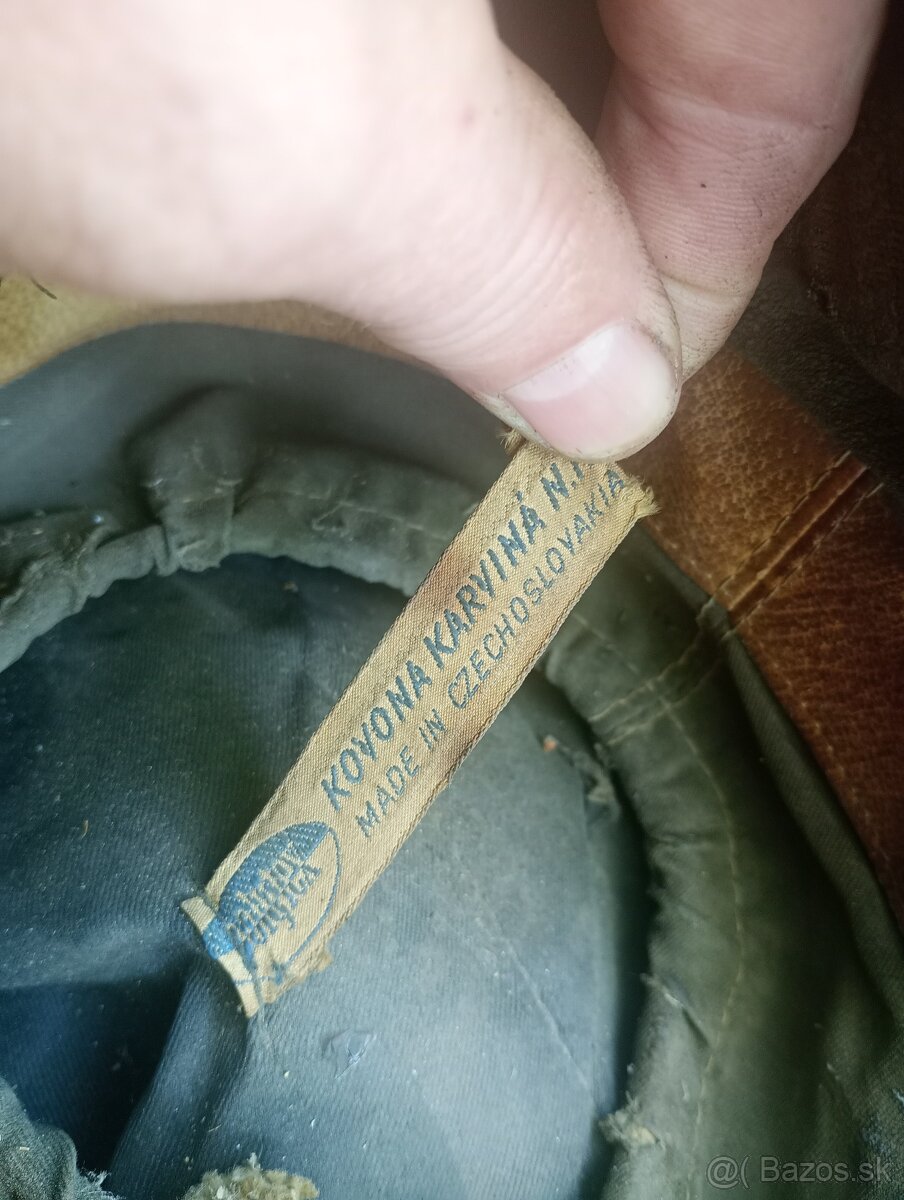 KOVONA KARVINÁ N.
MADE IN CZECHOSLOVAKIA
@( Bazos.sk